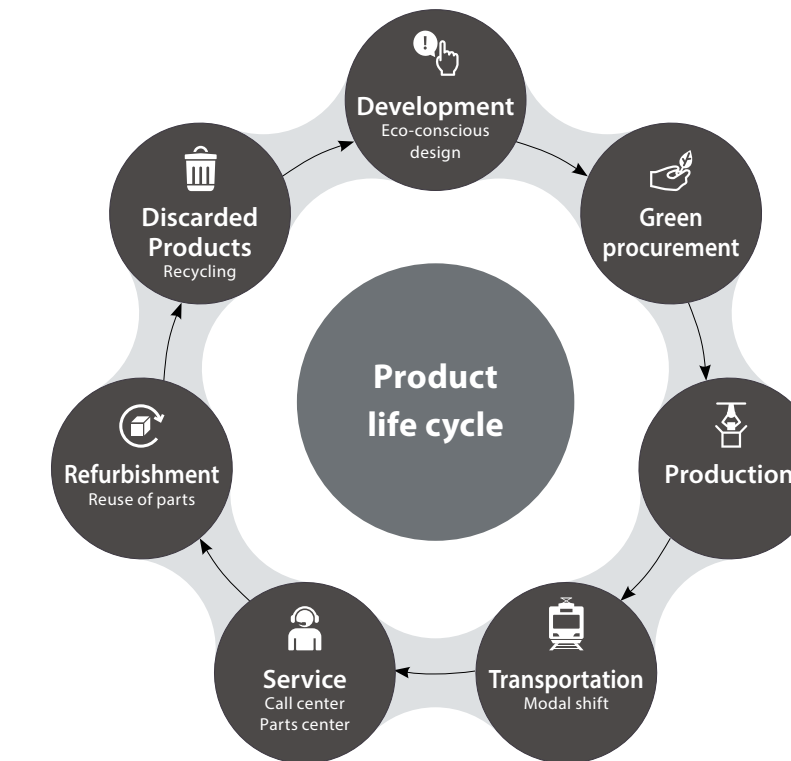 Development
Eco-conscious
design
Green
procurement
Production
Transportation
Modal shift
Service
Call center
Parts center
Refurbishment
Reuse of parts
Discarded
Products
Recycling
Product
life cycle